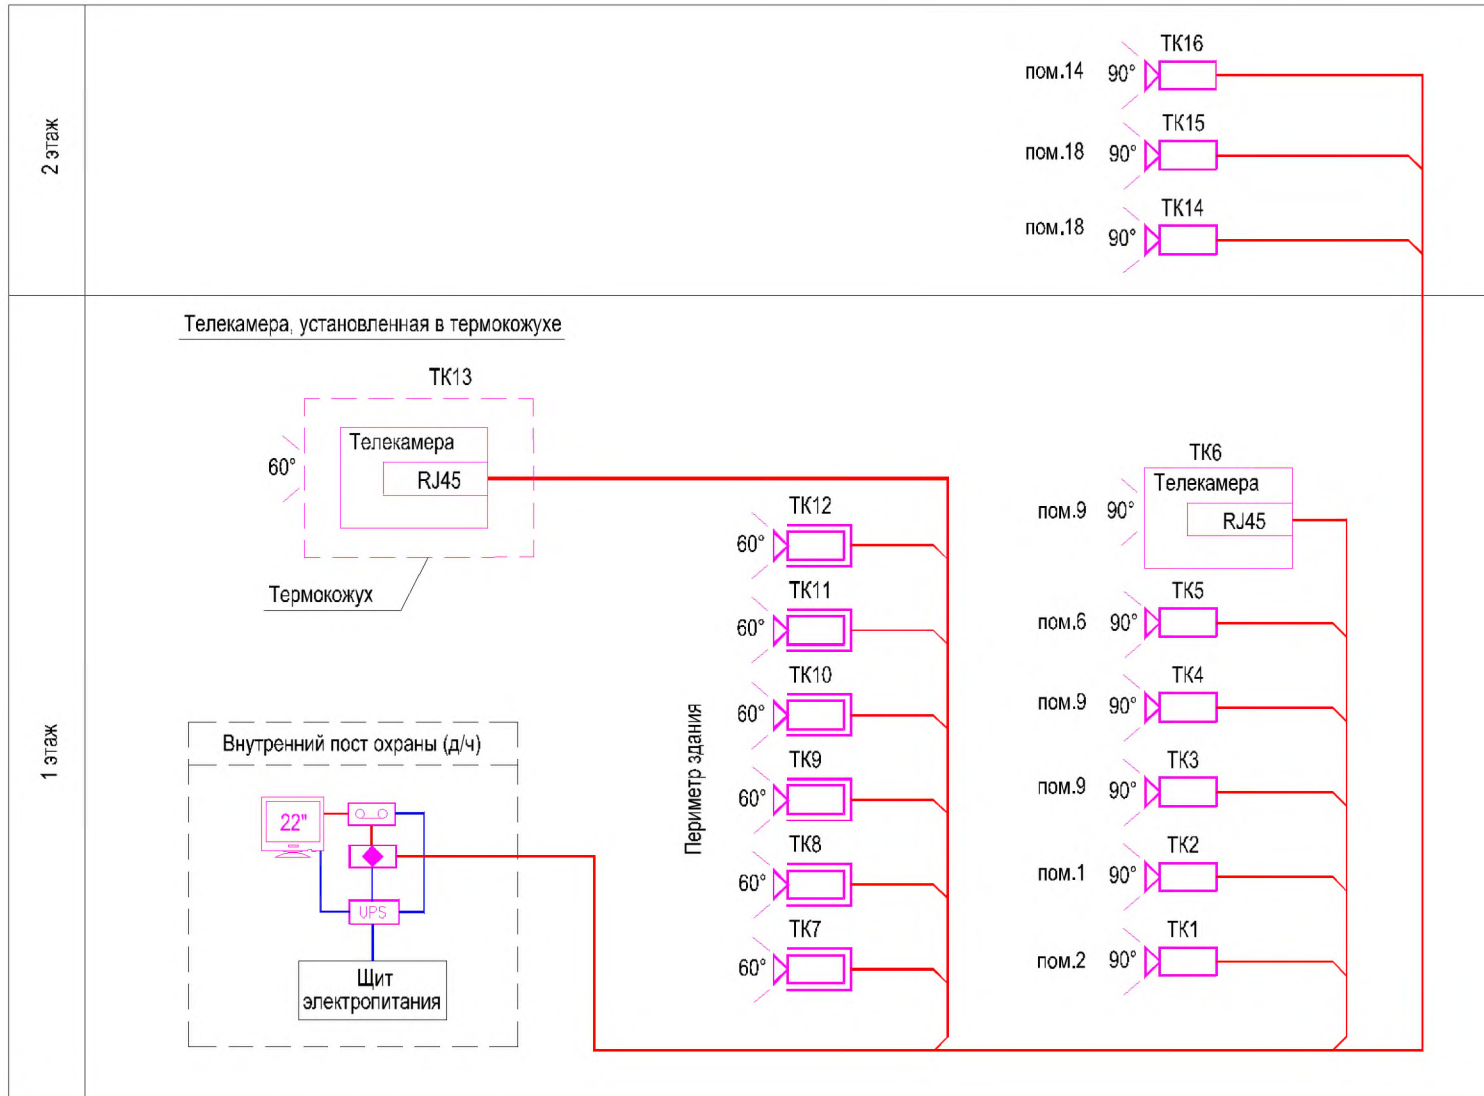 2 этаж
ТК16
пом.14
90°
ТК15
пом.18
90°
ТК14
пом.18
90°
1 этаж
Телекамера, установленная в термокожухе
ТК13
Телекамера
RJ45
60°
Термокожух
Внутренний пост охраны (д/ч)
22"
UPS
Щит
электропитания
Периметр здания
ТК12
60°
ТК11
60°
ТК10
60°
ТК9
60°
ТК8
60°
ТК7
60°
ТК6
Телекамера
RJ45
пом.9
90°
ТК5
пом.6
90°
ТК4
пом.9
90°
ТК3
пом.9
90°
ТК2
пом.1
90°
ТК1
пом.2
90°